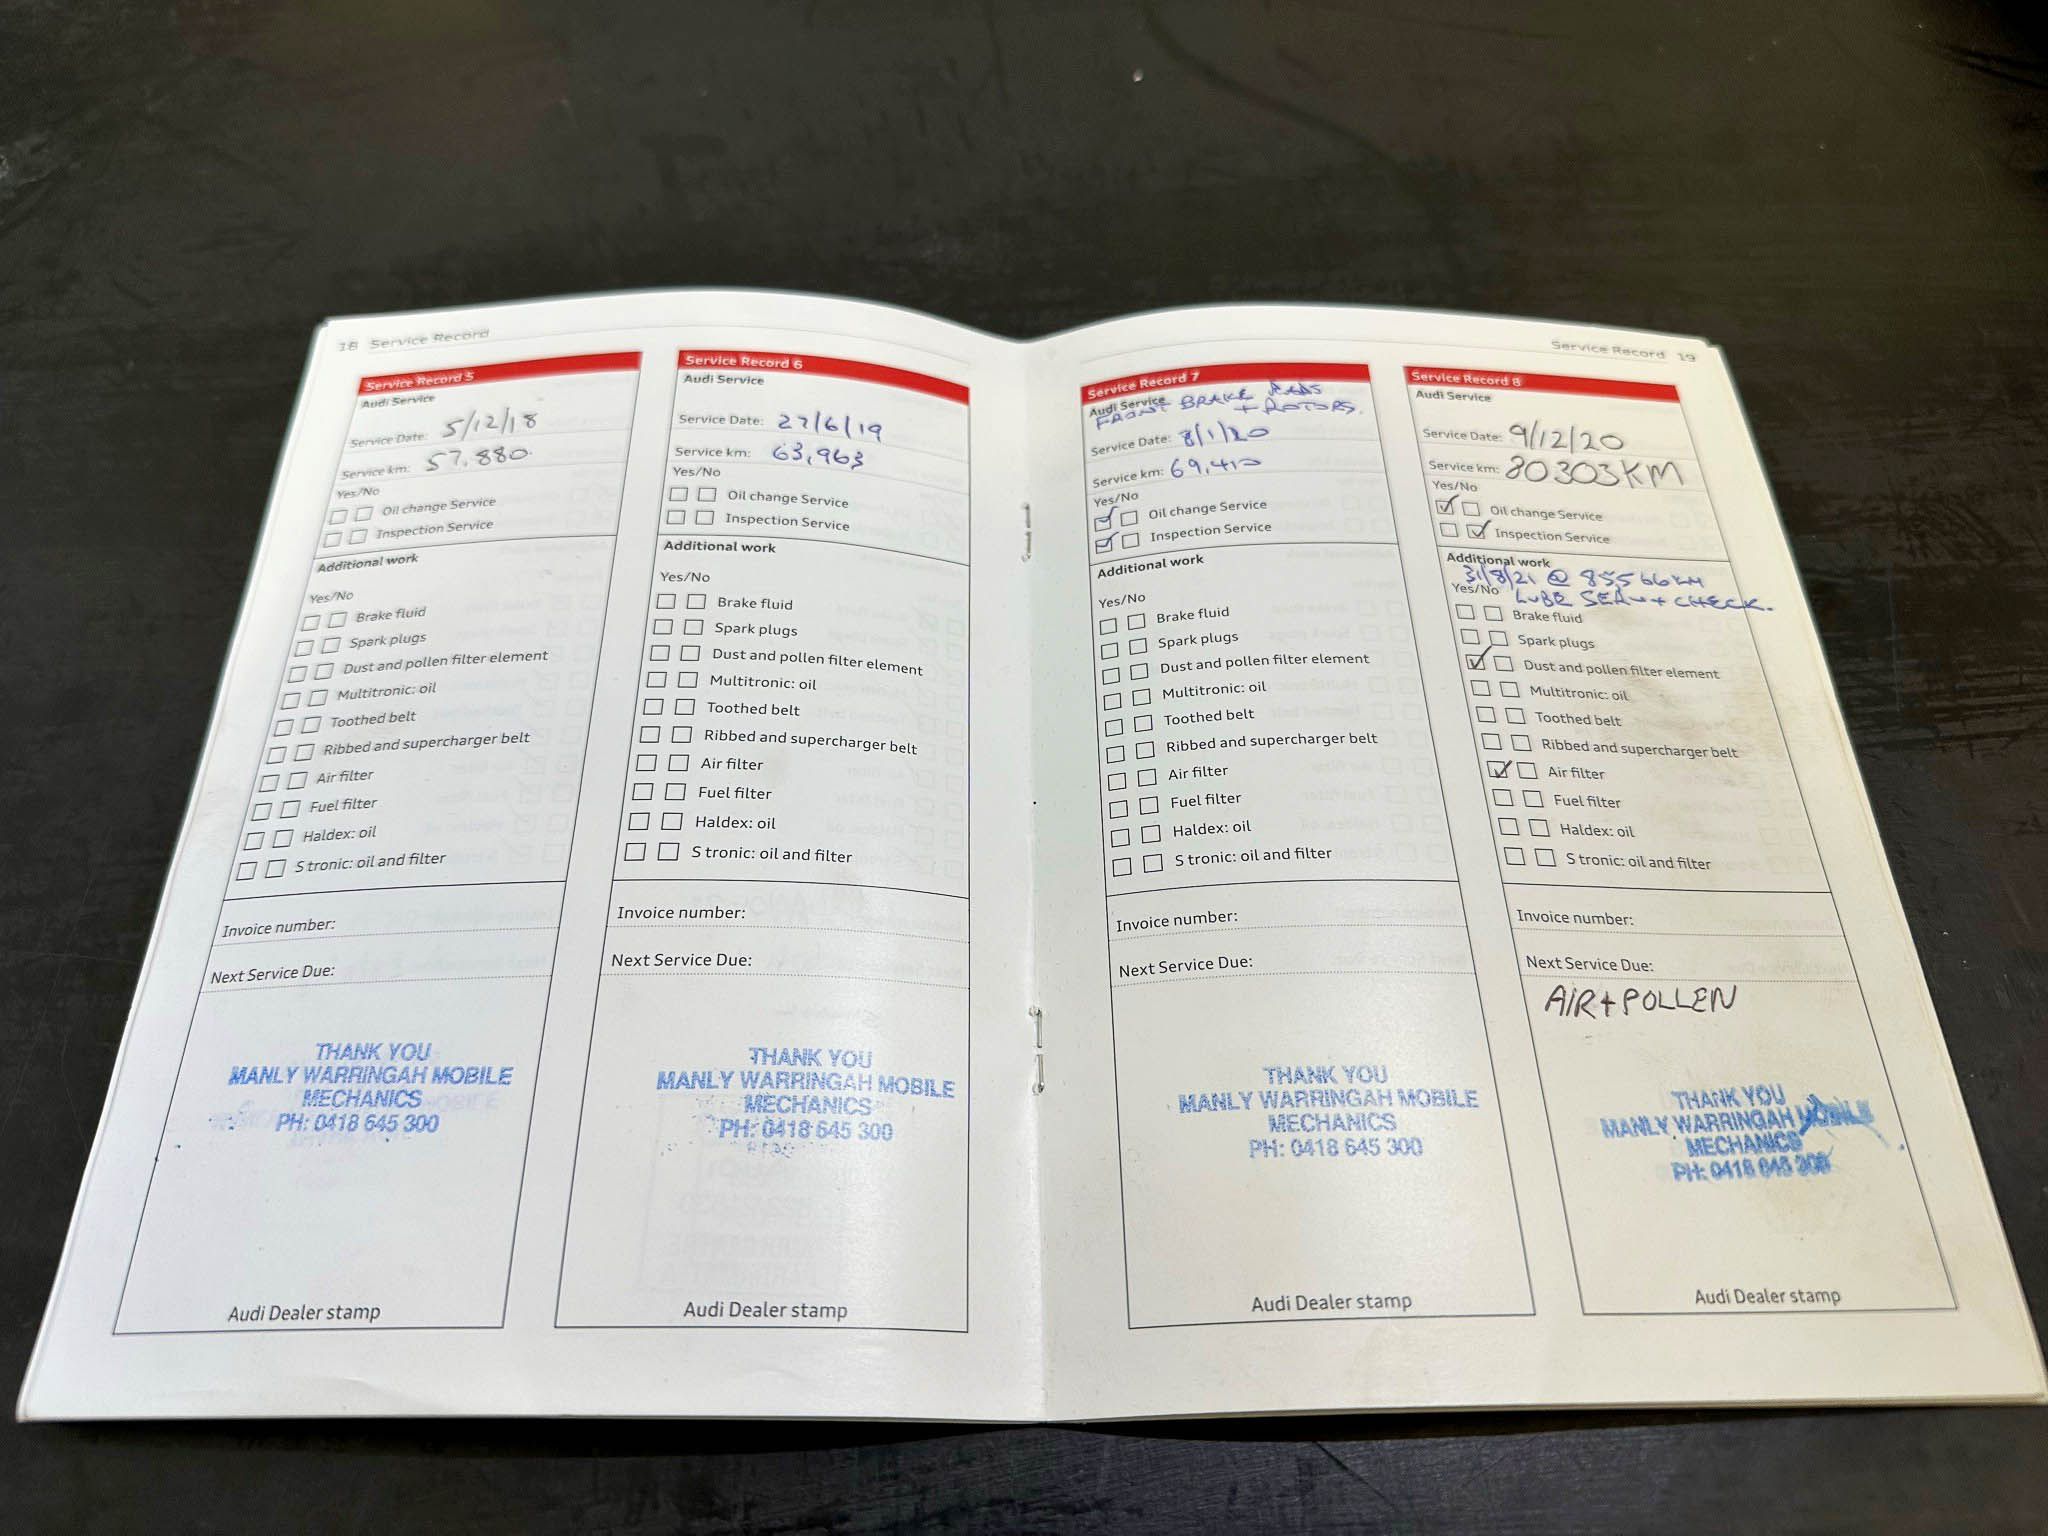 18 Service Record
Service Record 5
Audi Service
Service Date: 5/12/18
Service km: 57,880
Yes/No
Oil change Service
Inspection Service
Additional work
Yes/No
Brake fluid
Spark plugs
Dust and pollen filter element
Multitronic: oil
Toothed belt
Ribbed and supercharger belt
Air filter
Fuel filter
Haldex: oil
S tronic: oil and filter
Invoice number:
Next Service Due:
THANK YOU
MANLY WARRINGAH MOBILE
MECHANICS
PH: 0418 645 300
Audi Dealer stamp
Service Record 6
Audi Service
Service Date: 27/6/19
Service km: 63,963
Yes/No
Oil change Service
Inspection Service
Additional work
Yes/No
Brake fluid
Spark plugs
Dust and pollen filter element
Multitronic: oil
Toothed belt
Ribbed and supercharger belt
Air filter
Fuel filter
Haldex: oil
S tronic: oil and filter
Invoice number:
Next Service Due:
THANK YOU
MANLY WARRINGAH MOBILE
MECHANICS
PH: 0418 645 300
Audi Dealer stamp
Service Record 19
Service Record 7
Audi Service
FRONT BRAKE PADS
+ ROTORS.
Service Date: 8/1/20
Service km: 69,410
Yes/No
Oil change Service
Inspection Service
Additional work
Yes/No
Brake fluid
Spark plugs
Dust and pollen filter element
Multitronic: oil
Toothed belt
Ribbed and supercharger belt
Air filter
Fuel filter
Haldex: oil
S tronic: oil and filter
Invoice number:
Next Service Due:
THANK YOU
MANLY WARRINGAH MOBILE
MECHANICS
PH: 0418 645 300
Audi Dealer stamp
Service Record 8
Audi Service
Service Date: 9/12/20
Service km: 80303KM
Yes/No
Oil change Service
Inspection Service
Additional work
31/8/21 @ 85566KM
Yes/No LUBE SERV + CHECK.
Brake fluid
Spark plugs
Dust and pollen filter element
Multitronic: oil
Toothed belt
Ribbed and supercharger belt
Air filter
Fuel filter
Haldex: oil
S tronic: oil and filter
Invoice number:
Next Service Due:
AIR + POLLEN
THANK YOU
MANLY WARRINGAH MOBILE
MECHANICS
PH: 0418 645 300
Audi Dealer stamp